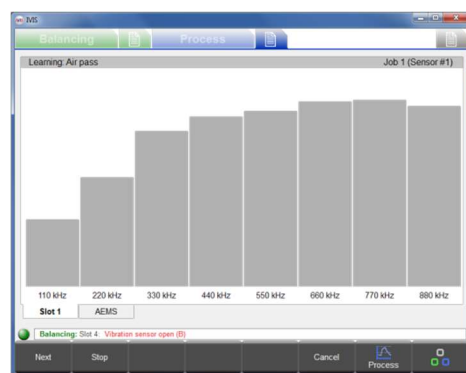 IVIS
Balancing Process
Learning: Air pass Job 1 (Sensor #1)
110 kHz 220 kHz 330 kHz 440 kHz 550 kHz 660 kHz 770 kHz 880 kHz
Slot 1 AEMS
Balancing: Slot 4: Vibration sensor open (B)
Next Stop Cancel Process